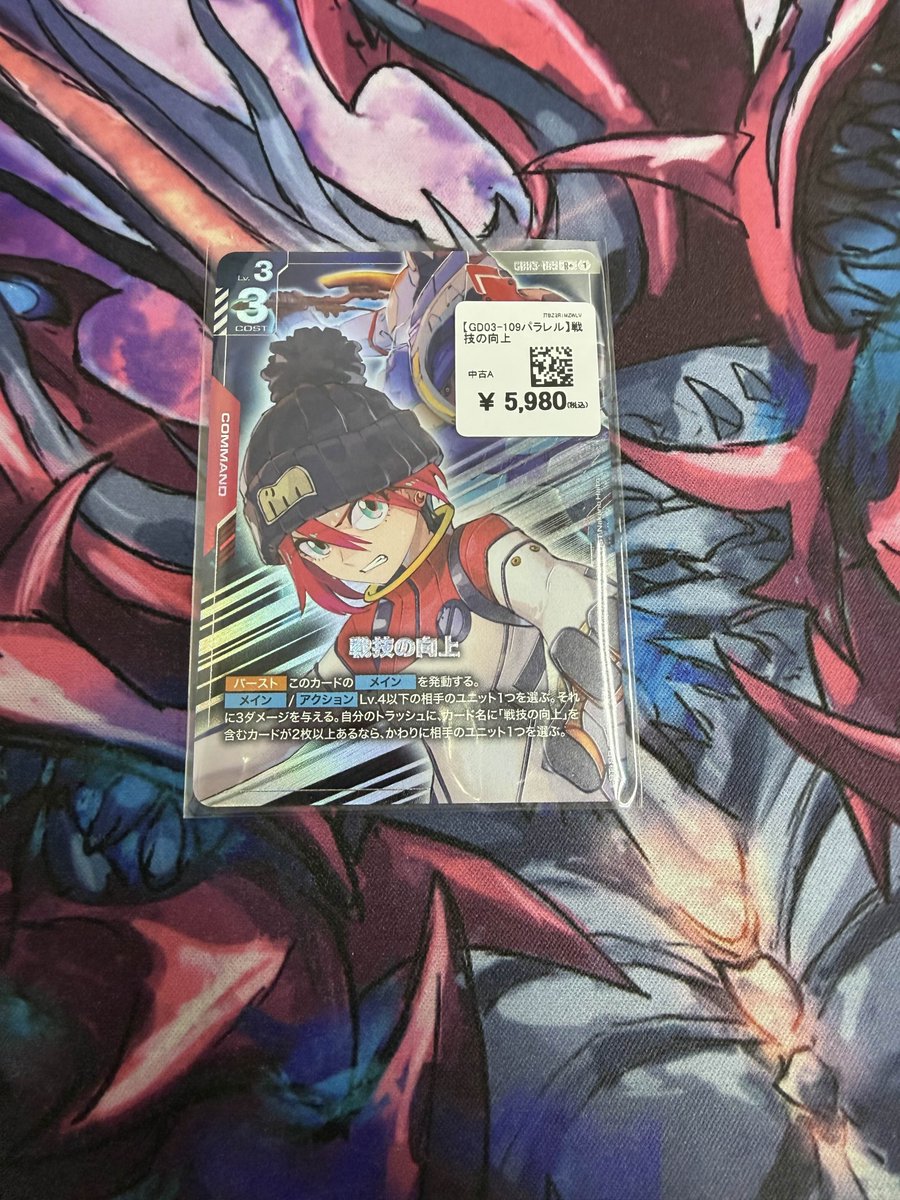 Lv. 3
3
COST
COMMAND
【GD03-109パラレル】戦
技の向上
中古A
¥ 5,980(税込)
戦技の向上
バースト このカードの メイン を発動する。
メイン / アクション Lv.4以下の相手のユニット1つを選ぶ。それ
に3ダメージを与える。自分のトラッシュに、カード名に「戦技の向上」を
含むカードが2枚以上あるなら、かわりに相手のユニット1つを選ぶ。